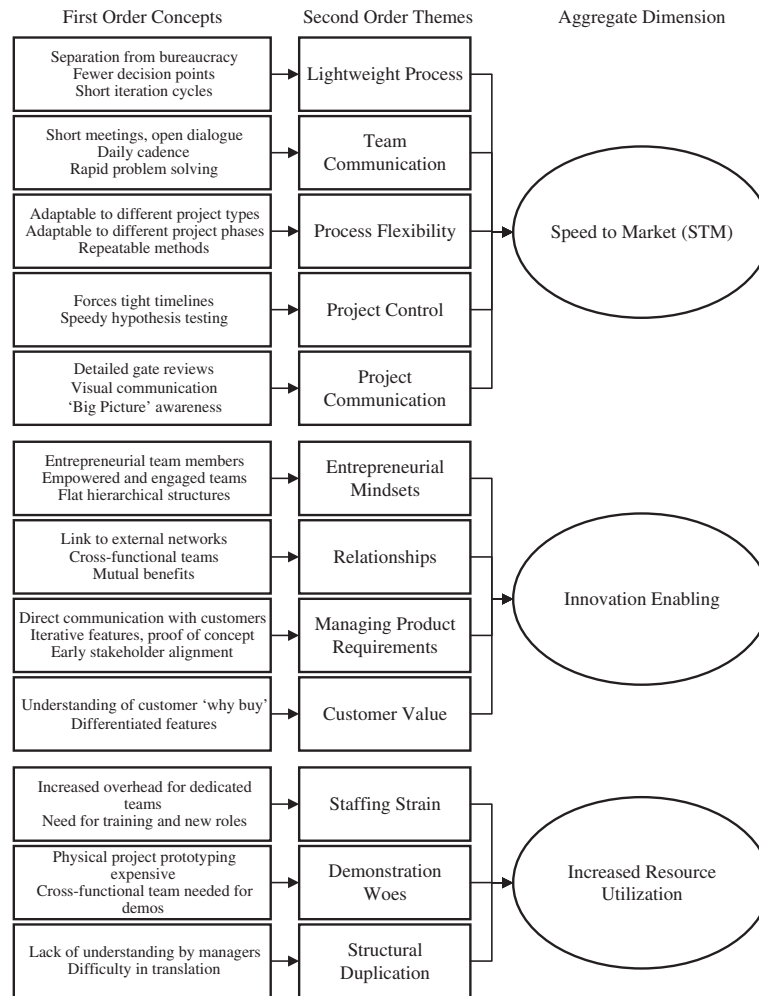 First Order Concepts
Second Order Themes
Aggregate Dimension
Separation from bureaucracy
Fewer decision points
Short iteration cycles
Lightweight Process
Short meetings, open dialogue
Daily cadence
Rapid problem solving
Team
Communication
Adaptable to different project types
Adaptable to different project phases
Repeatable methods
Process Flexibility
Speed to Market (STM)
Forces tight timelines
Speedy hypothesis testing
Project Control
Detailed gate reviews
Visual communication
‘Big Picture’ awareness
Project
Communication
Entrepreneurial team members
Empowered and engaged teams
Flat hierarchical structures
Entrepreneurial
Mindsets
Link to external networks
Cross-functional teams
Mutual benefits
Relationships
Innovation Enabling
Direct communication with customers
Iterative features, proof of concept
Early stakeholder alignment
Managing Product
Requirements
Understanding of customer ‘why buy’
Differentiated features
Customer Value
Increased overhead for dedicated
teams
Need for training and new roles
Staffing Strain
Physical project prototyping
expensive
Cross-functional team needed for
demos
Demonstration
Woes
Increased Resource
Utilization
Lack of understanding by managers
Difficulty in translation
Structural
Duplication